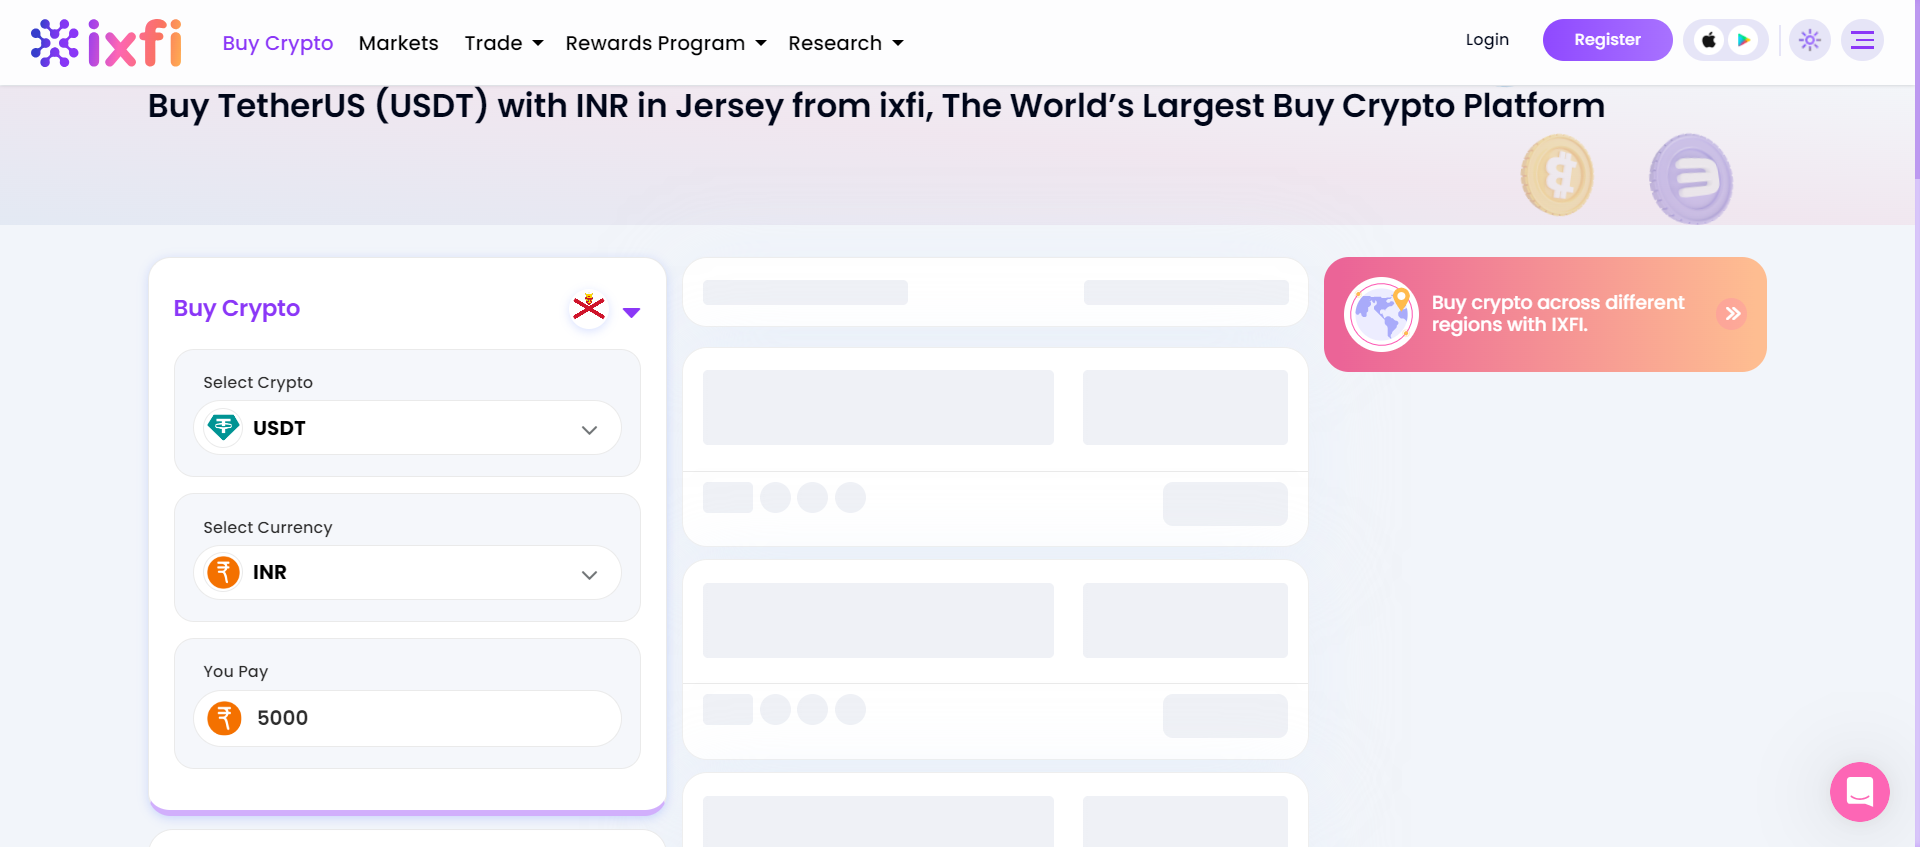 ixfi
Buy Crypto
Markets
Trade
Rewards Program
Research
Login
Register
Buy TetherUS (USDT) with INR in Jersey from ixfi, The World’s Largest Buy Crypto Platform
Buy Crypto
Select Crypto
USDT
Select Currency
₹ INR
You Pay
₹ 5000
Buy crypto across different
regions with IXFI.